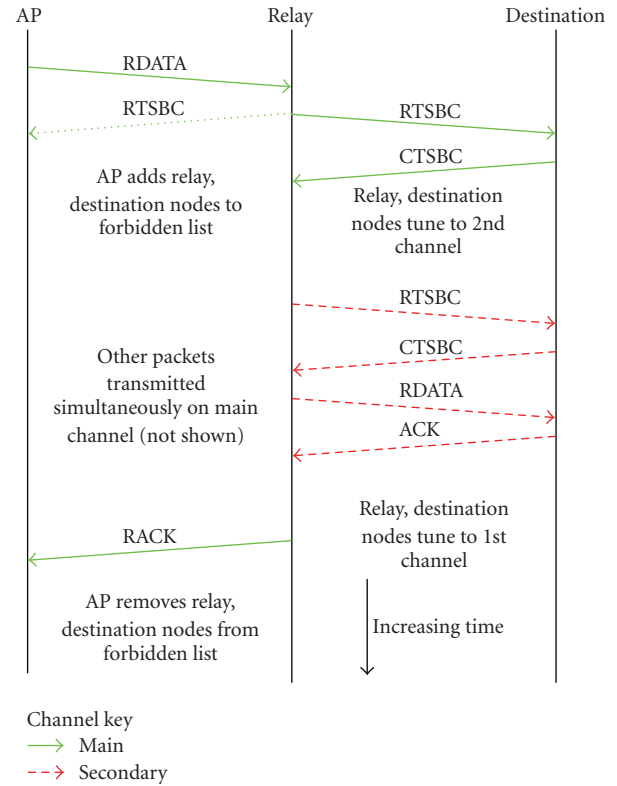 AP
Relay
Destination
RDATA
RTSBC
RTSBC
CTSBC
AP adds relay,
destination nodes to
forbidden list
Relay, destination
nodes tune to 2nd
channel
RTSBC
CTSBC
RDATA
ACK
Other packets
transmitted
simultaneously on main
channel (not shown)
Relay, destination
nodes tune to 1st
channel
RACK
AP removes relay,
destination nodes from
forbidden list
Increasing time
Channel key
Main
Secondary